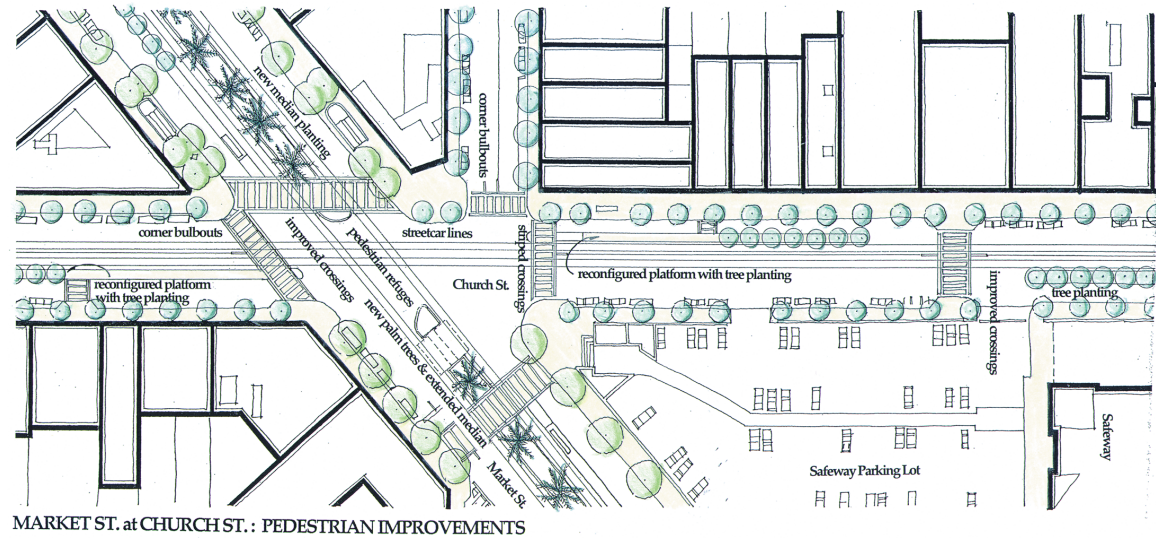 new median planting
corner bulbouts
corner bulbouts
improved crossings
pedestrian refuges
streetcar lines
striped crossings
reconfigured platform with tree planting
Church St.
improved crossings
tree planting
reconfigured platform
with tree planting
new palm trees & extended median
Market St.
Safeway Parking Lot
Safeway
MARKET ST. at CHURCH ST. : PEDESTRIAN IMPROVEMENTS